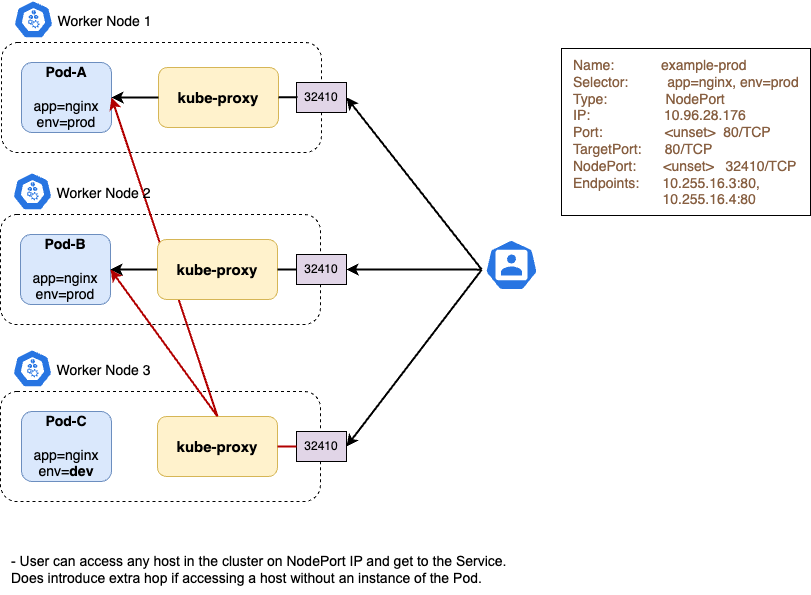 Worker Node 1
Pod-A
app=nginx
env=prod
kube-proxy
32410
Worker Node 2
Pod-B
app=nginx
env=prod
kube-proxy
32410
Worker Node 3
Pod-C
app=nginx
env=dev
kube-proxy
32410
Name: example-prod
Selector: app=nginx, env=prod
Type: NodePort
IP: 10.96.28.176
Port: <unset> 80/TCP
TargetPort: 80/TCP
NodePort: <unset> 32410/TCP
Endpoints: 10.255.16.3:80,
10.255.16.4:80
- User can access any host in the cluster on NodePort IP and get to the Service.
Does introduce extra hop if accessing a host without an instance of the Pod.